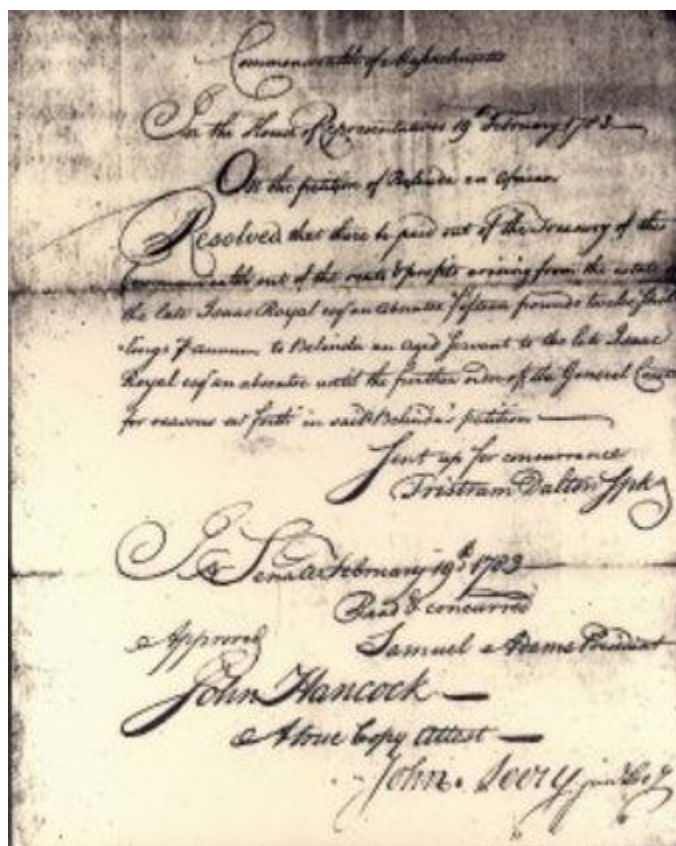 Commonwealth of Massachusetts
In the House of Representatives 19th February 1783
On the petition of Belinda an African
Resolved that there be paid out of the Treasury of this
Commonwealth out of the rents & profits arising from the estate of
the late Isaac Royal esqr an absentee fifteen pounds twelve shil
lings ⅌ annum to Belinda an aged servant to the late Isaac
Royal esqr an absentee until the further order of the General Court
for reasons set forth in said Belinda's petition
Sent up for concurrence
Tristram Dalton Spkr
In Senate February 19th 1783
Read & concurred
Approved
Samuel Adams President
John Hancock
A true Copy Attest
John Avery